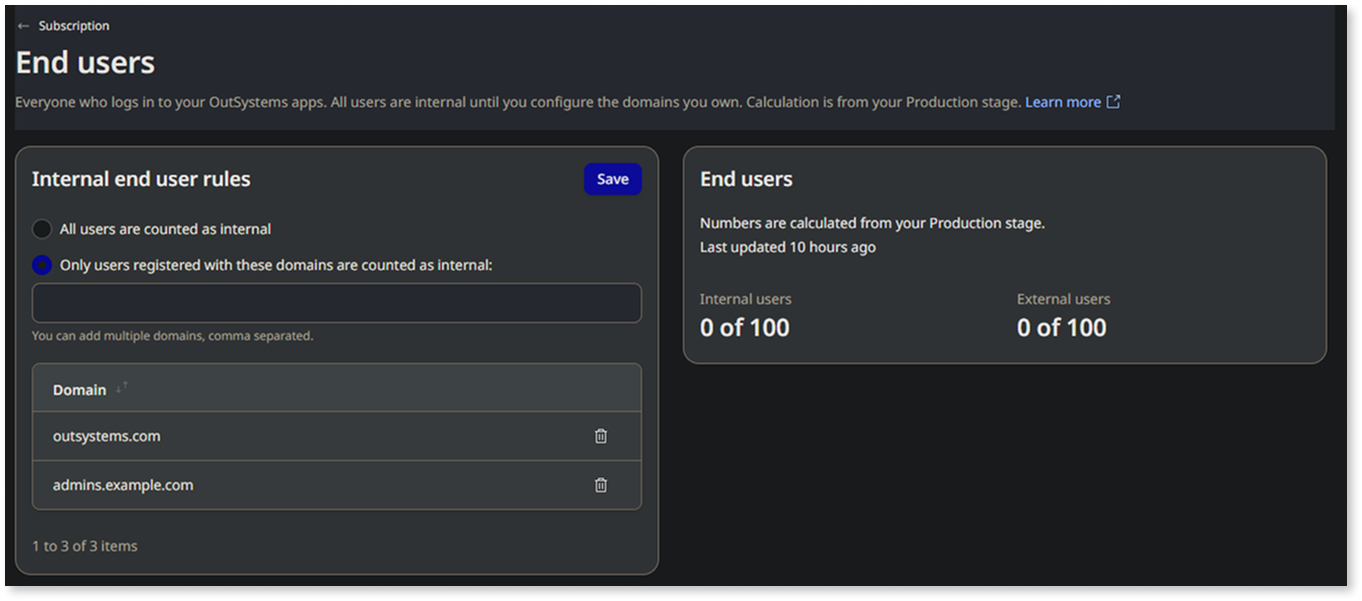 ← Subscription
End users
Everyone who logs in to your OutSystems apps. All users are internal until you configure the domains you own. Calculation is from your Production stage. Learn more
Internal end user rules
Save
All users are counted as internal
Only users registered with these domains are counted as internal:
You can add multiple domains, comma separated.
Domain
outsystems.com
admins.example.com
1 to 3 of 3 items
End users
Numbers are calculated from your Production stage.
Last updated 10 hours ago
Internal users
0 of 100
External users
0 of 100